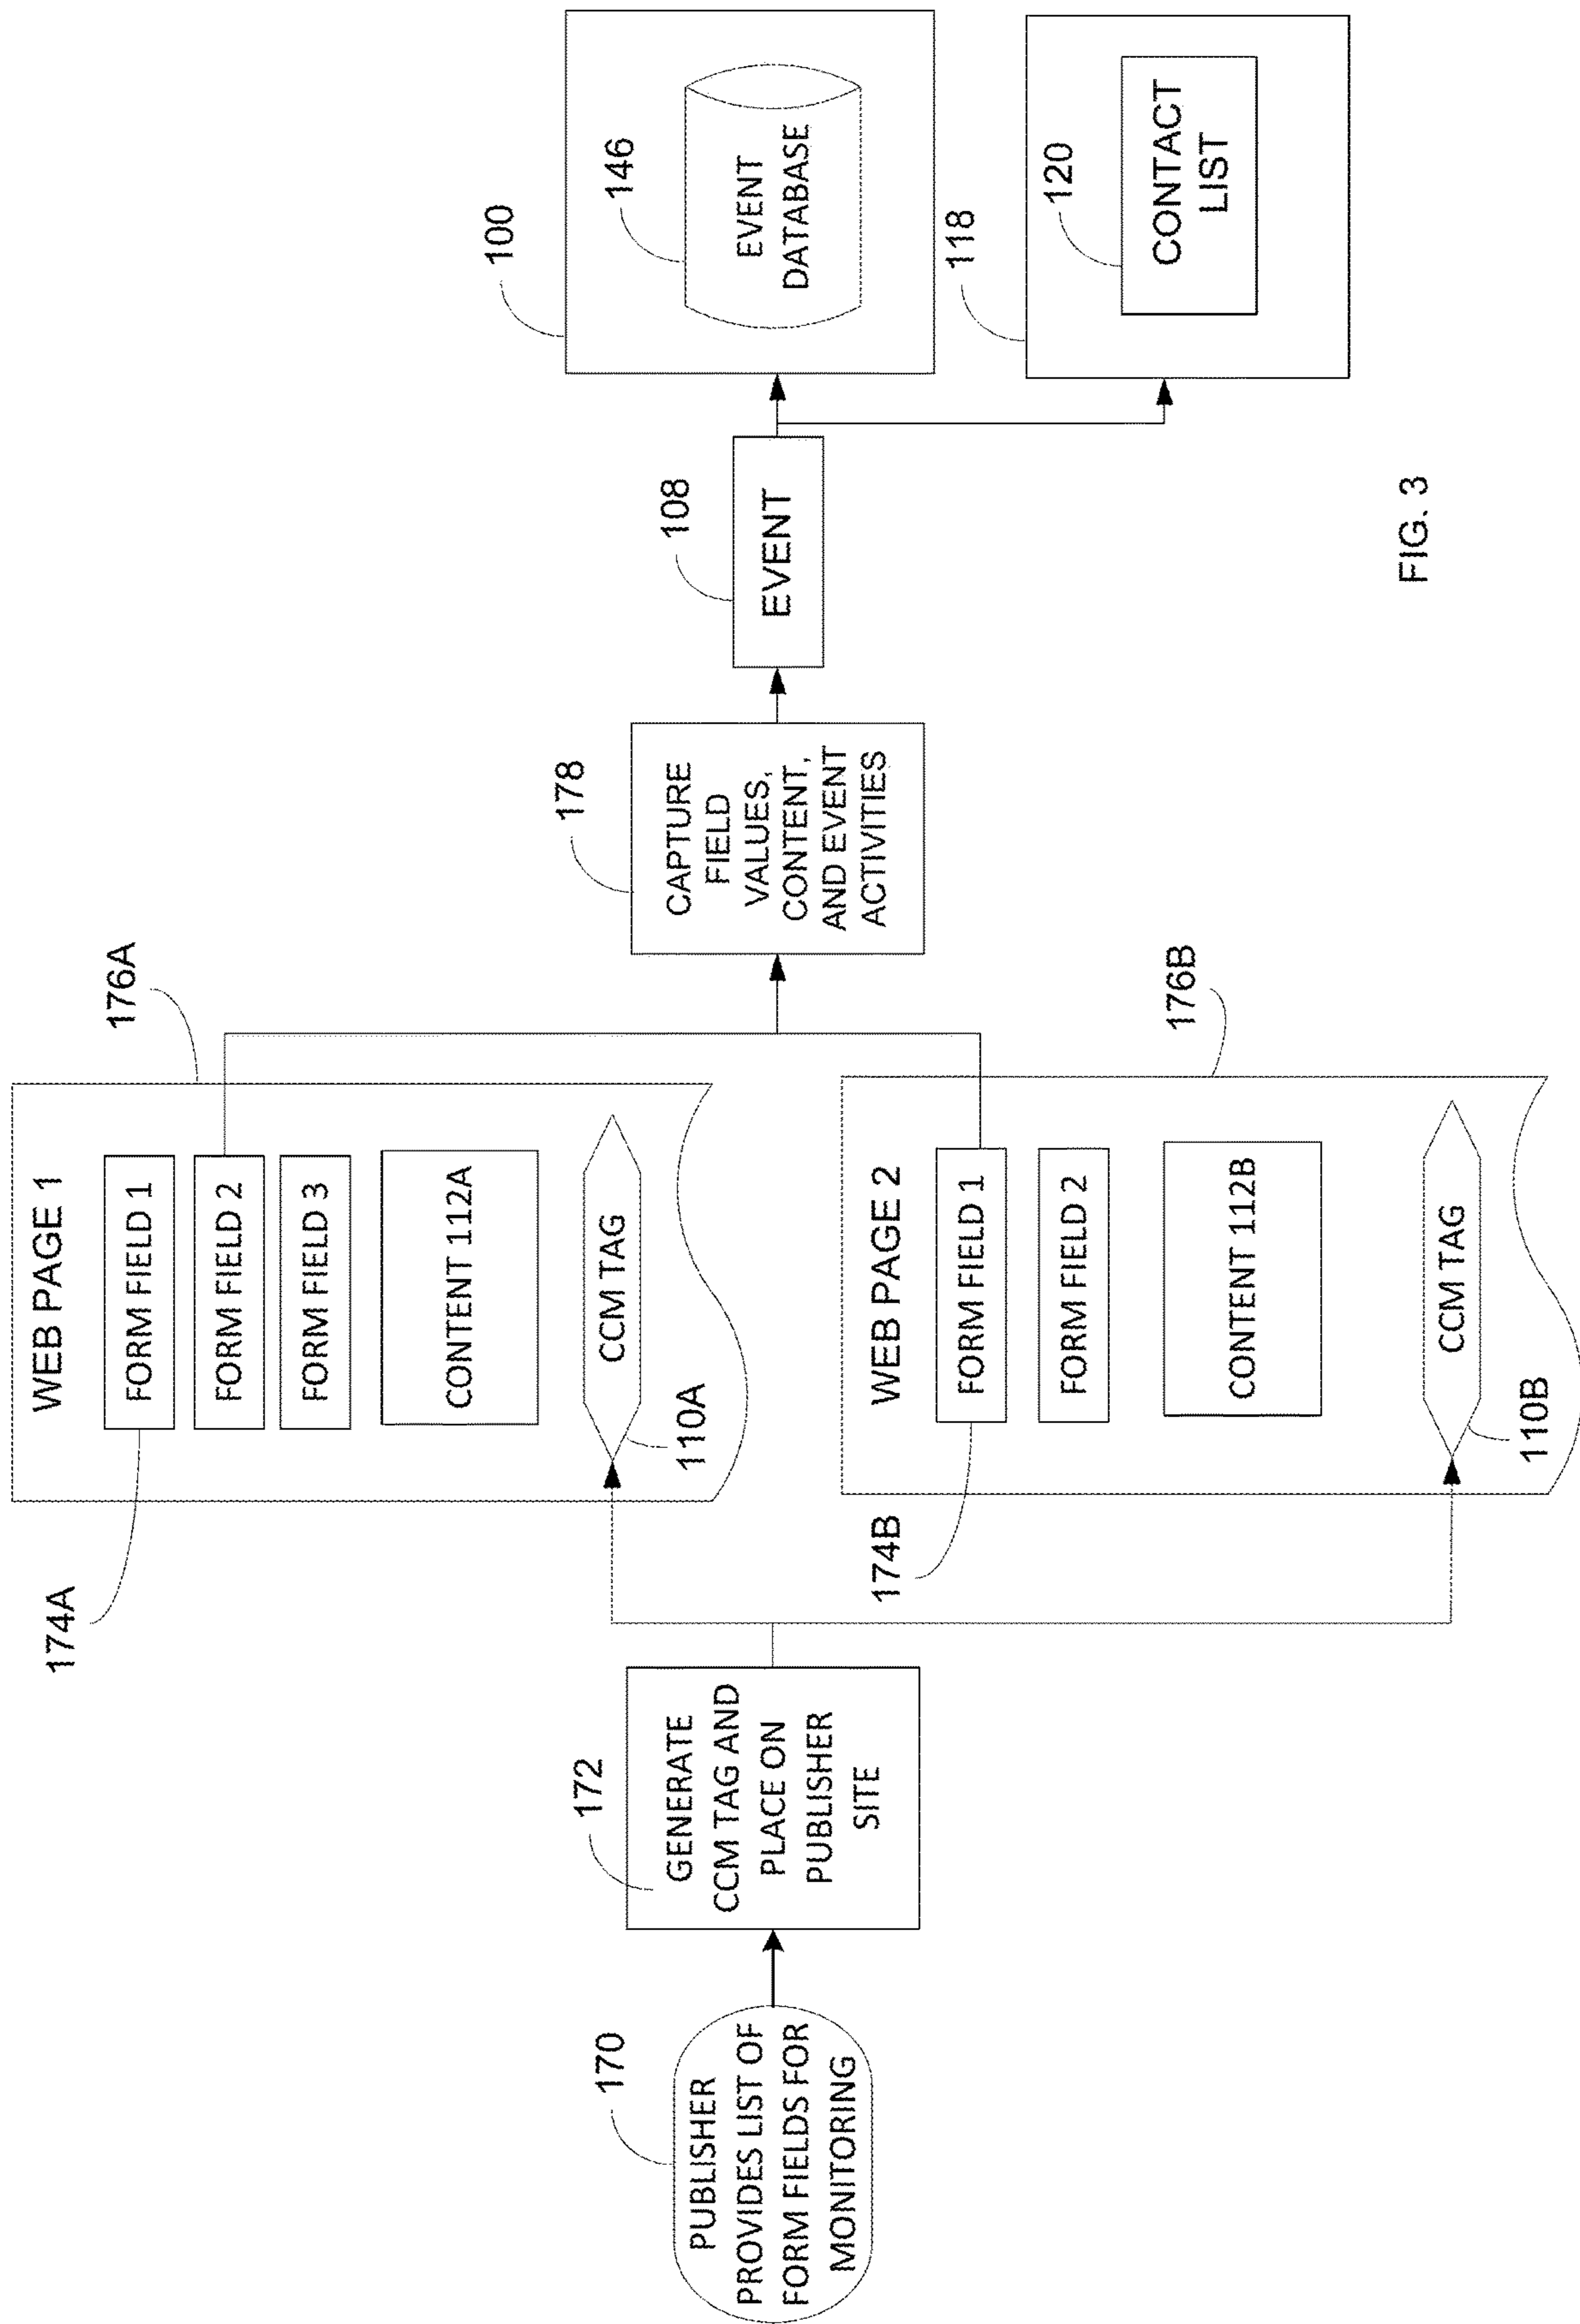 170
PUBLISHER
PROVIDES LIST OF
FORM FIELDS FOR
MONITORING
172
GENERATE
CCM TAG AND
PLACE ON
PUBLISHER
SITE
174A
176A
WEB PAGE 1
FORM FIELD 1
FORM FIELD 2
FORM FIELD 3
CONTENT 112A
CCM TAG
110A
174B
176B
WEB PAGE 2
FORM FIELD 1
FORM FIELD 2
CONTENT 112B
CCM TAG
110B
178
CAPTURE
FIELD
VALUES,
CONTENT,
AND EVENT
ACTIVITIES
108
EVENT
100
146
EVENT
DATABASE
118
120
CONTACT
LIST
FIG. 3